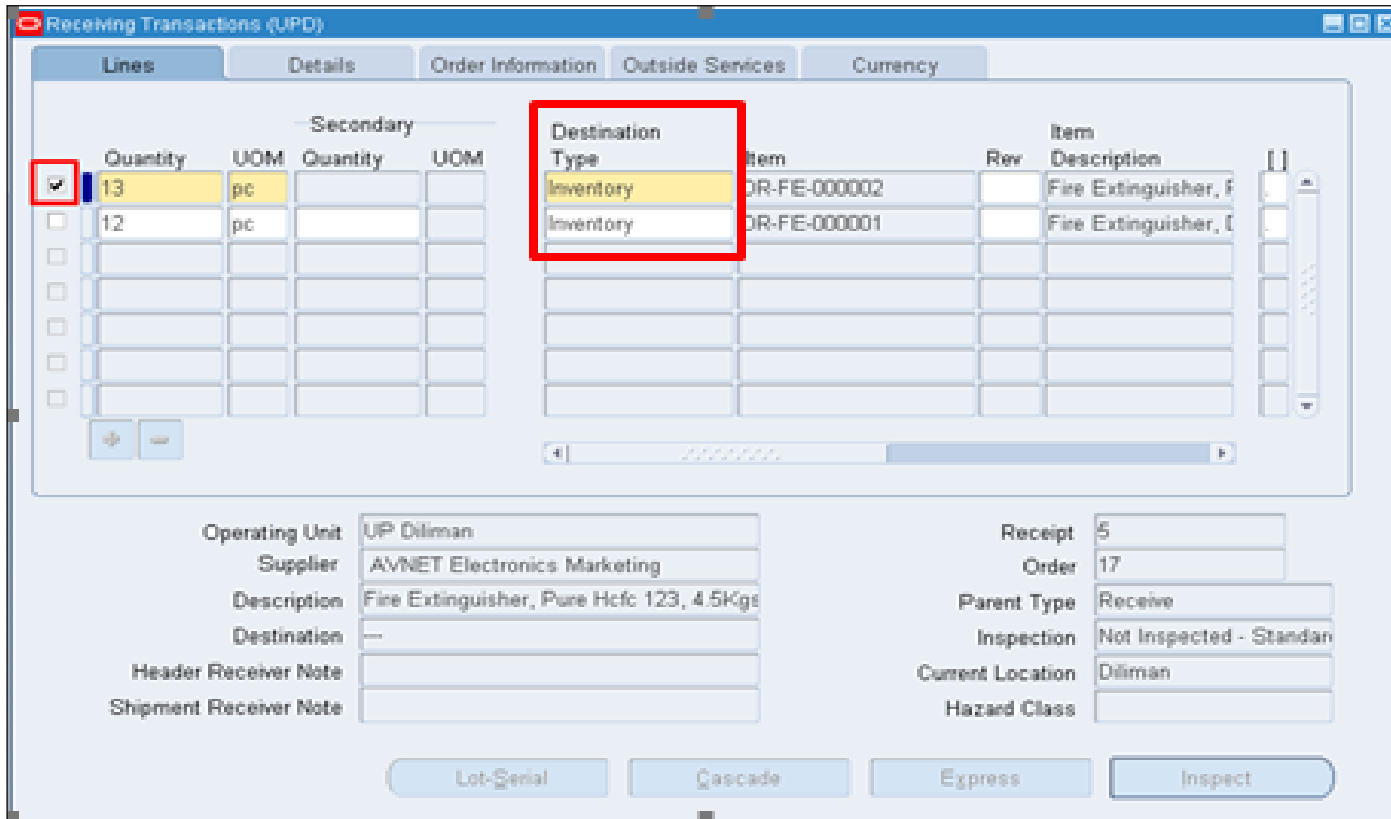 Receiving Transactions (UPD)
Lines Details Order Information Outside Services Currency
Secondary Destination Item
Quantity UOM Quantity UOM Type Item Rev Description [ ]
13 pc Inventory DR-FE-000002 Fire Extinguisher,
12 pc Inventory DR-FE-000001 Fire Extinguisher,
Operating Unit UP Diliman Receipt 5
Supplier AVNET Electronics Marketing Order 17
Description Fire Extinguisher, Pure Hcfc 123, 4.5Kgs Parent Type Receive
Destination --- Inspection Not Inspected - Standar
Header Receiver Note Current Location Diliman
Shipment Receiver Note Hazard Class
Lot-Serial Cascade Express Inspect